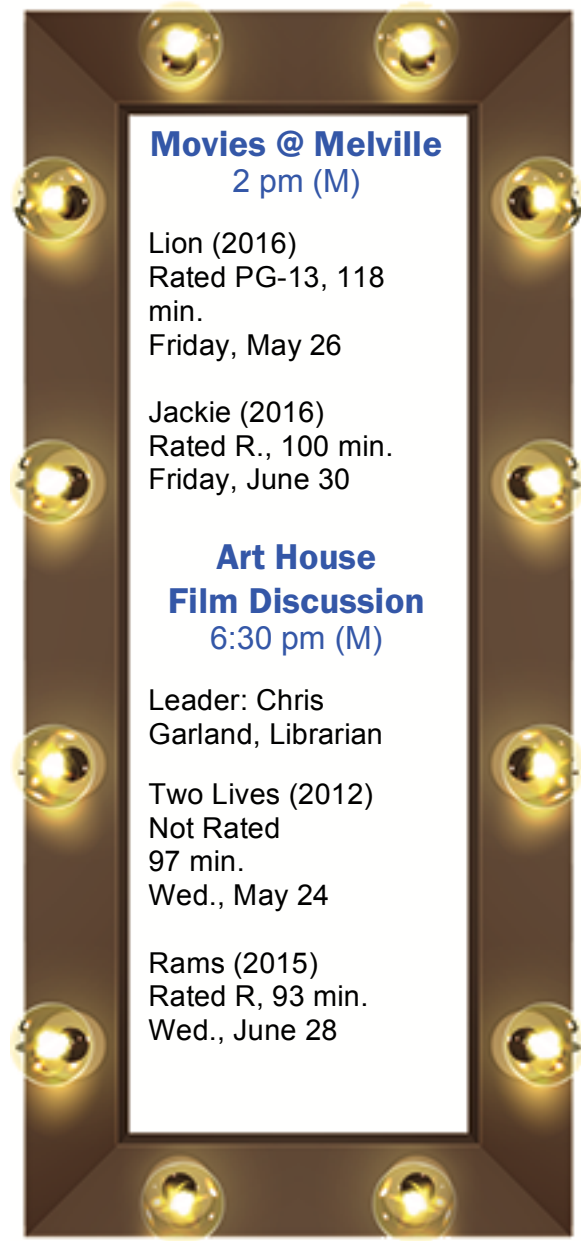 Movies @ Melville
2 pm (M)
Lion (2016)
Rated PG-13, 118
min.
Friday, May 26
Jackie (2016)
Rated R., 100 min.
Friday, June 30
Art House
Film Discussion
6:30 pm (M)
Leader: Chris
Garland, Librarian
Two Lives (2012)
Not Rated
97 min.
Wed., May 24
Rams (2015)
Rated R, 93 min.
Wed., June 28